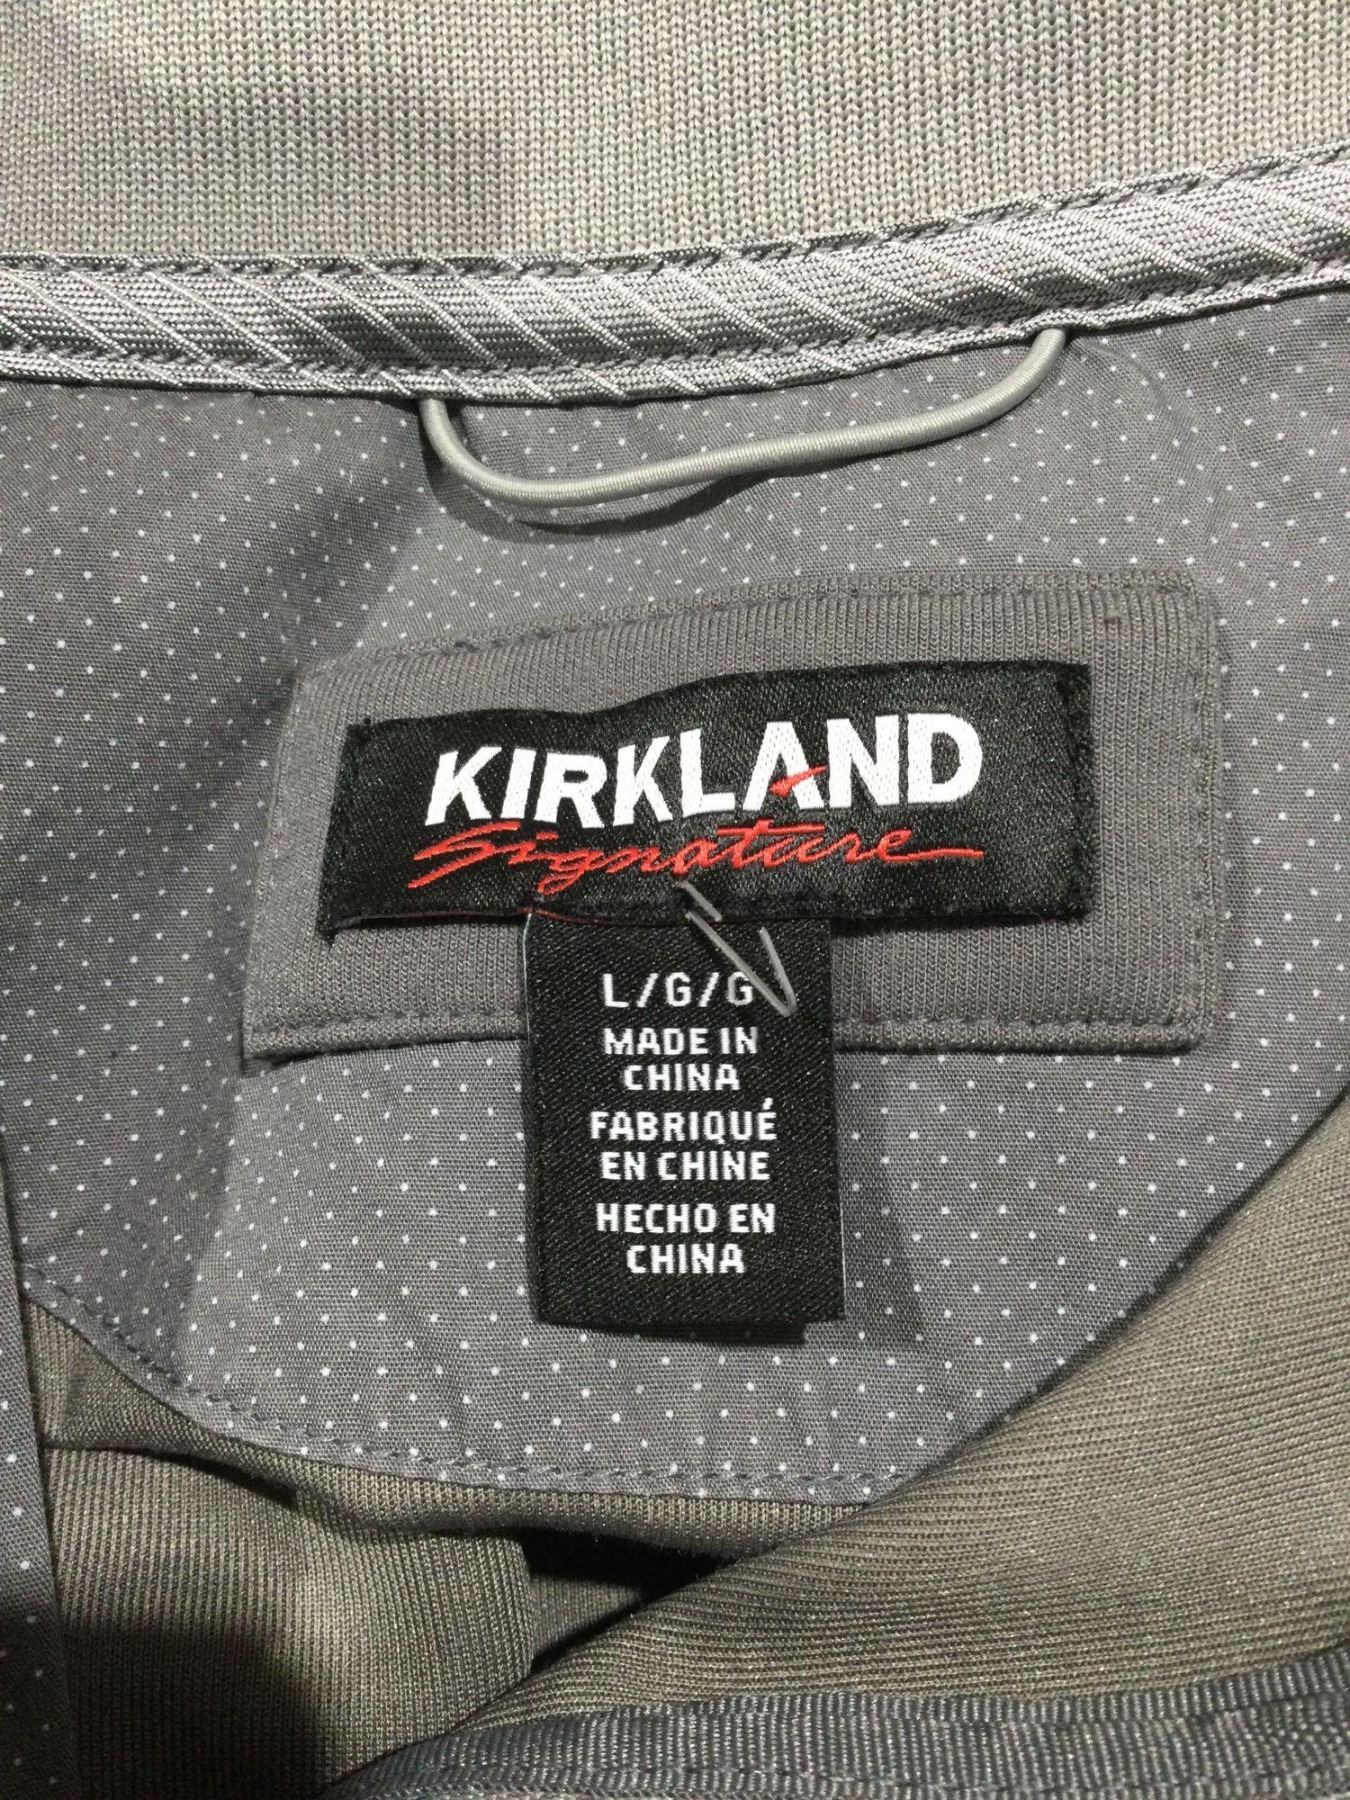 KIRKLAND
Signature
L/G/G
MADE IN
CHINA
FABRIQUÉ
EN CHINE
HECHO EN
CHINA